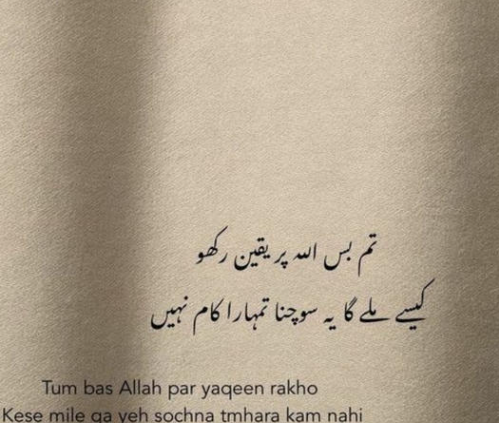 تم بس اللہ پر یقین رکھو
کیسے ملے گا یہ سوچنا تمہارا کام نہیں
Tum bas Allah par yaqeen rakho
Kese mile ga yeh sochna tmhara kam nahi